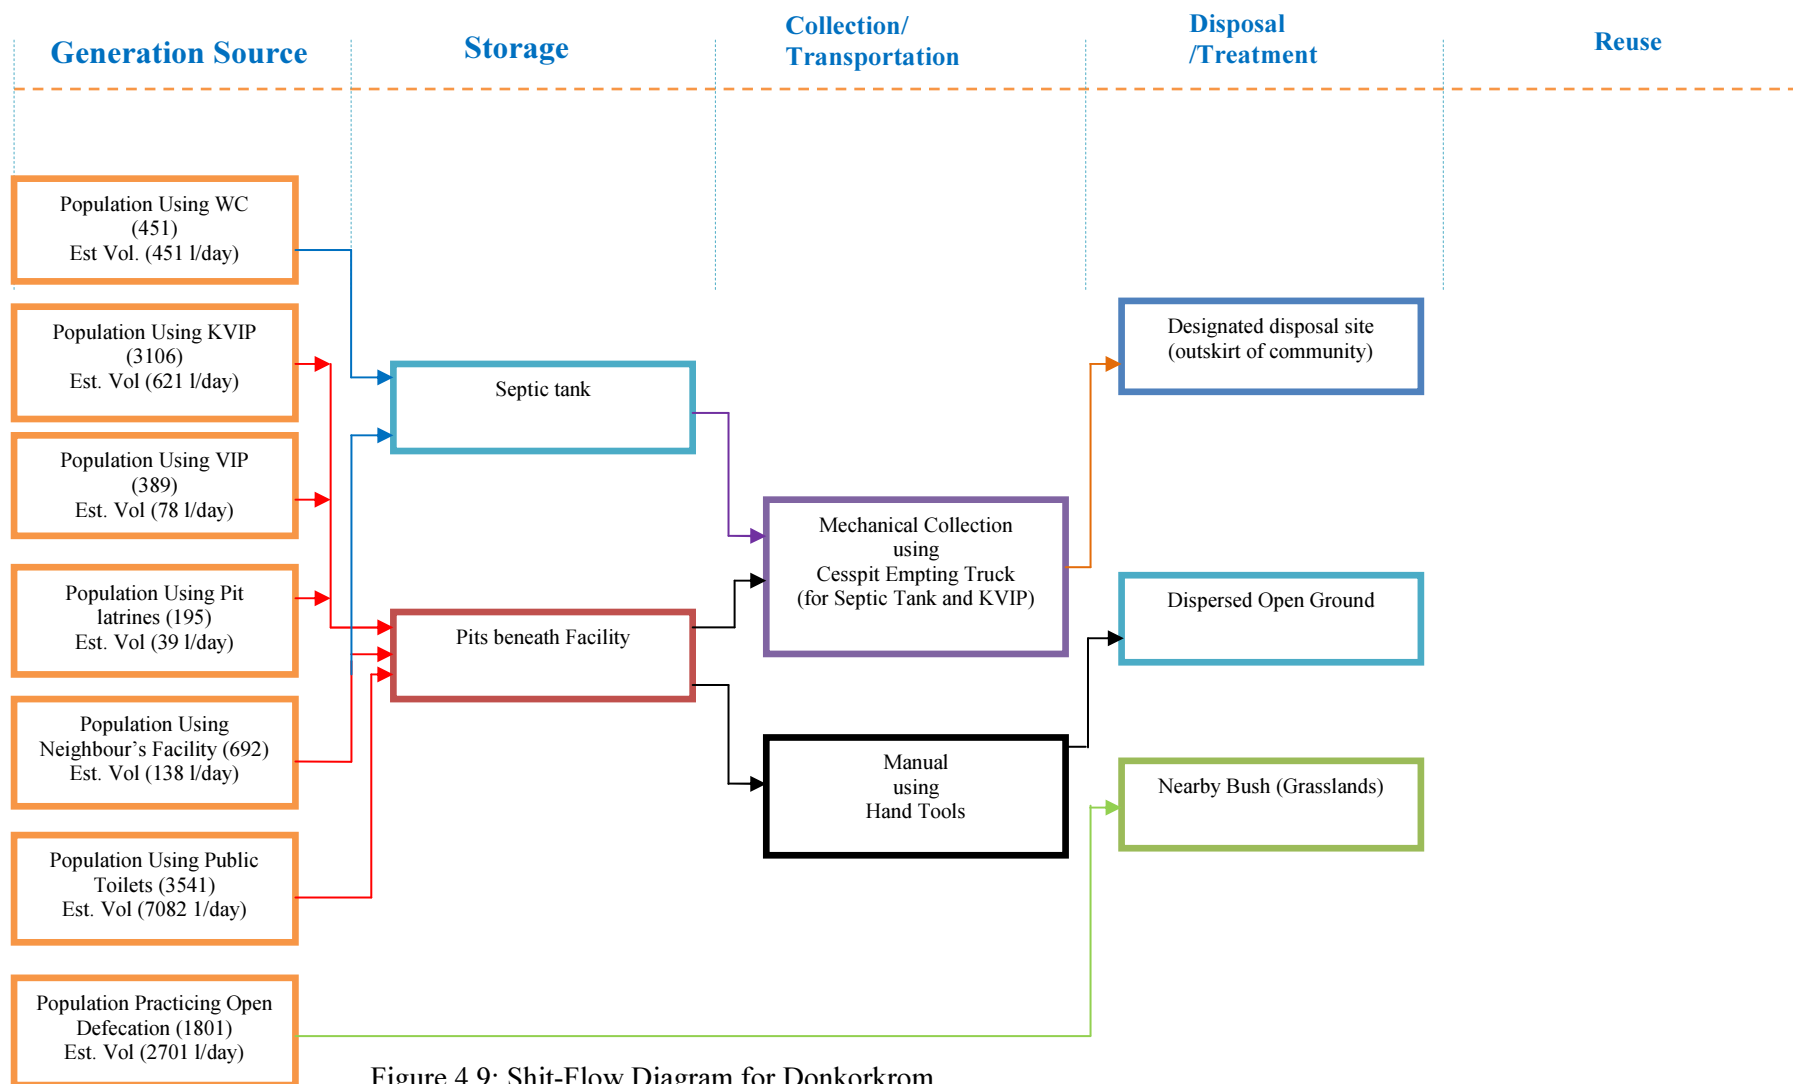 Generation Source
Storage
Collection/
Transportation
Disposal
/Treatment
Reuse
Population Using WC
(451)
Est Vol. (451 l/day)
Population Using KVIP
(3106)
Est. Vol (621 l/day)
Population Using VIP
(389)
Est. Vol (78 l/day)
Population Using Pit
latrines (195)
Est. Vol (39 l/day)
Population Using
Neighbour’s Facility (692)
Est. Vol (138 l/day)
Population Using Public
Toilets (3541)
Est. Vol (7082 1/day)
Population Practicing Open
Defecation (1801)
Est. Vol (2701 l/day)
Septic tank
Pits beneath Facility
Mechanical Collection
using
Cesspit Empting Truck
(for Septic Tank and KVIP)
Manual
using
Hand Tools
Designated disposal site
(outskirt of community)
Dispersed Open Ground
Nearby Bush (Grasslands)
Figure 4.9: Shit-Flow Diagram for Donkorkrom